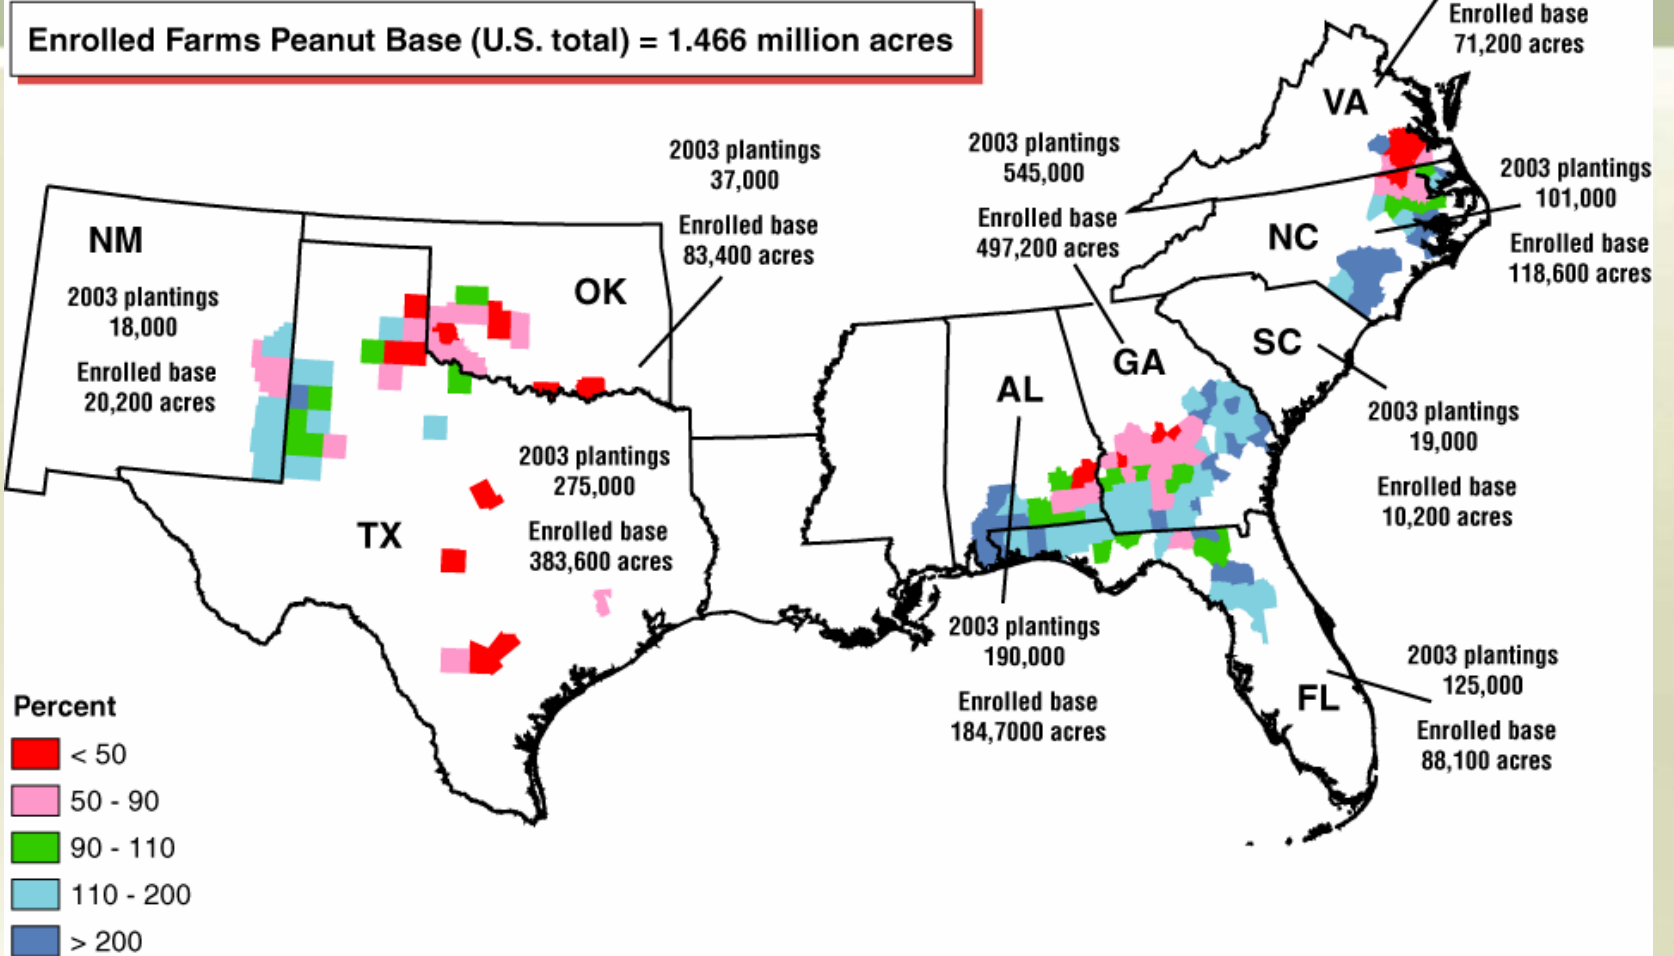 Enrolled Farms Peanut Base (U.S. total) = 1.466 million acres
Enrolled base
71,200 acres
VA
2003 plantings
37,000
Enrolled base
83,400 acres
2003 plantings
545,000
Enrolled base
497,200 acres
2003 plantings
101,000
Enrolled base
118,600 acres
NM
2003 plantings
18,000
Enrolled base
20,200 acres
OK
NC
SC
GA
AL
2003 plantings
19,000
Enrolled base
10,200 acres
TX
2003 plantings
275,000
Enrolled base
383,600 acres
2003 plantings
190,000
Enrolled base
184,7000 acres
FL
2003 plantings
125,000
Enrolled base
88,100 acres
Percent
< 50
50 - 90
90 - 110
110 - 200
> 200